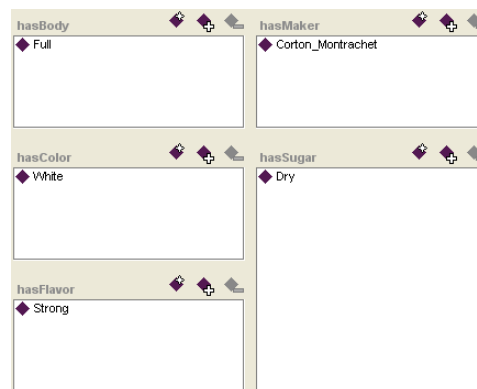 hasBody
Full
hasMaker
Corton_Montrachet
hasColor
White
hasSugar
Dry
hasFlavor
Strong